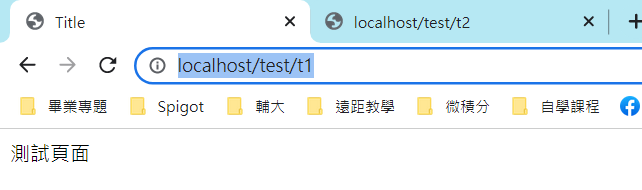 Title
localhost/test/t2
localhost/test/t1
畢業專題 Spigot 輔大 遠距教學 微積分 自學課程
測試頁面